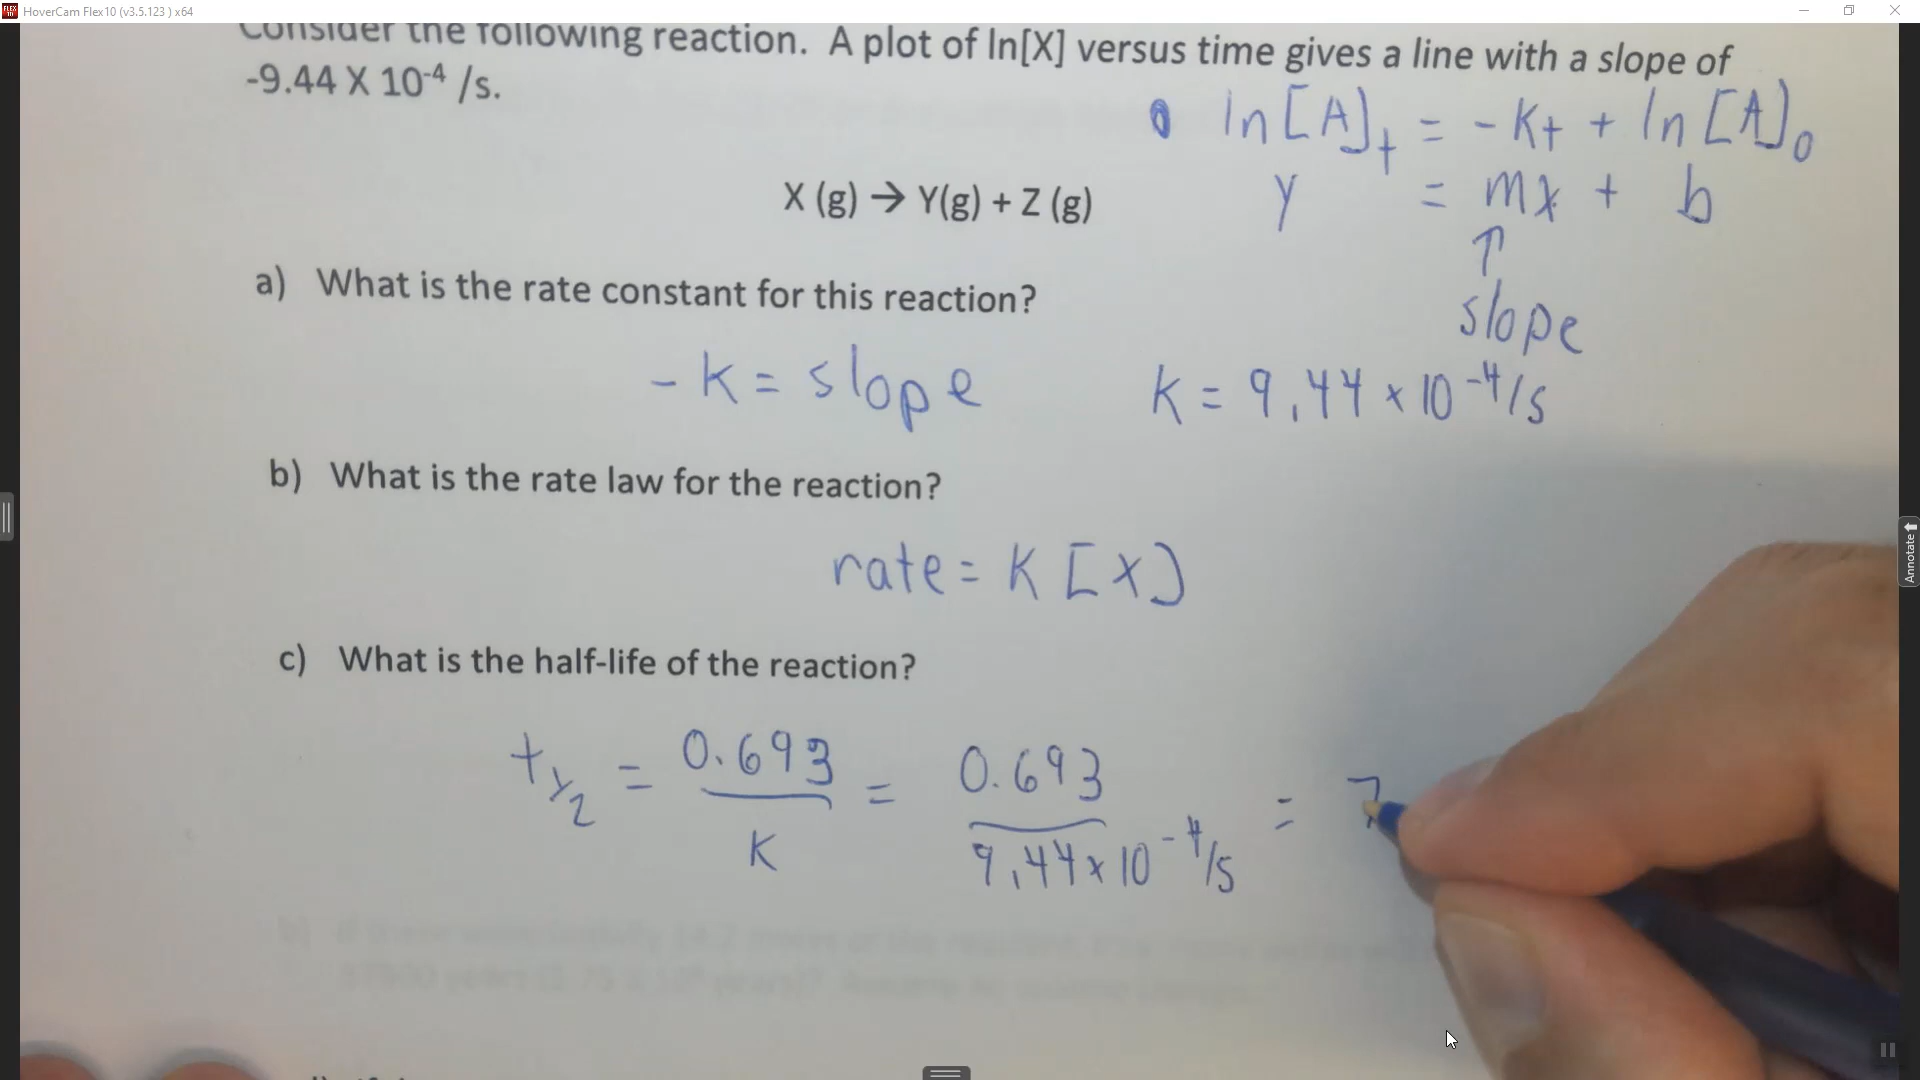 HoverCam Flex10 (v3.5.123 ) x64
Consider the following reaction. A plot of ln[X] versus time gives a line with a slope of
-9.44 X 10⁻⁴ /s.
ln [A]ₜ = - Kt + ln [A]₀
y = mx + b
↑
slope
X (g) → Y(g) + Z (g)
a) What is the rate constant for this reaction?
- K = slope K = 9.44 × 10⁻⁴/s
b) What is the rate law for the reaction?
rate = K [X]
c) What is the half-life of the reaction?
t½ = 0.693 / K = 0.693 / 9.44 × 10⁻⁴/s = 7
Annotate